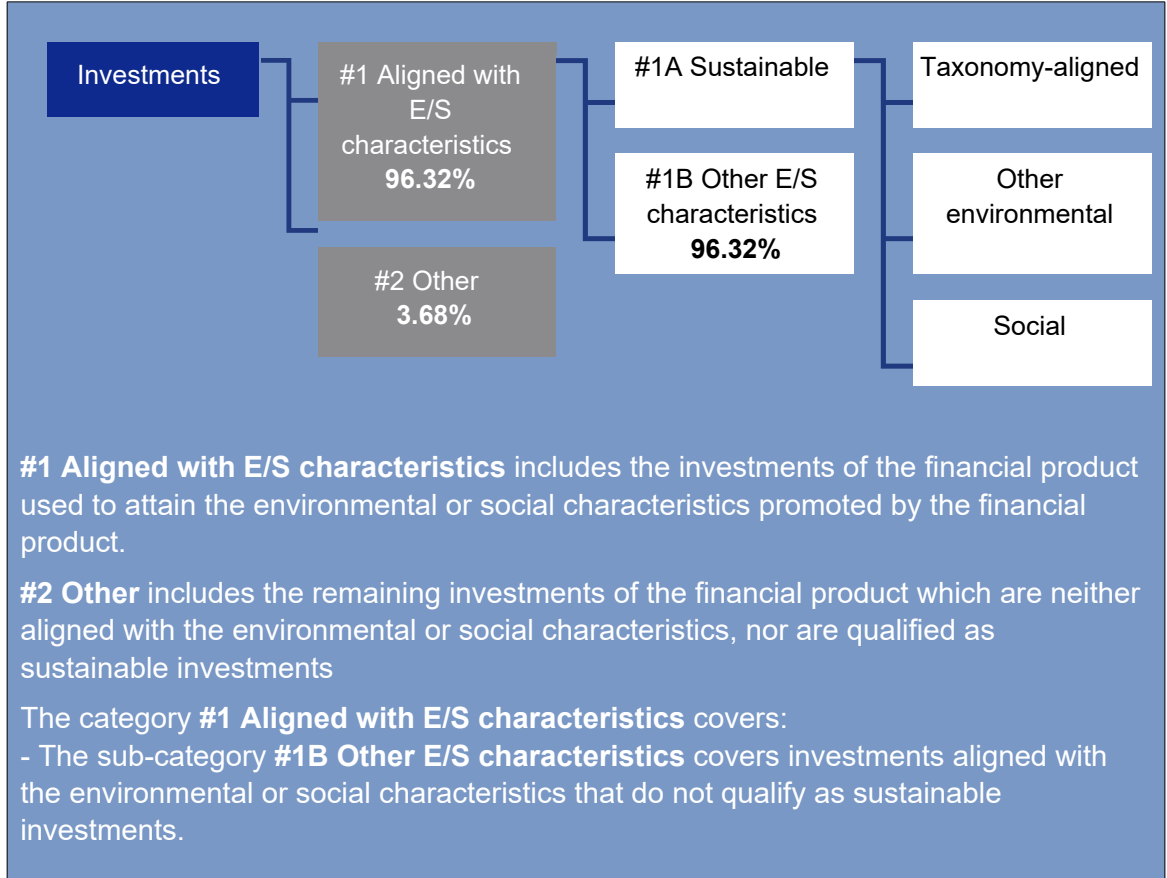 Investments
#1 Aligned with
E/S
characteristics
96.32%
#2 Other
3.68%
#1A Sustainable
#1B Other E/S
characteristics
96.32%
Taxonomy-aligned
Other
environmental
Social
#1 Aligned with E/S characteristics includes the investments of the financial product
used to attain the environmental or social characteristics promoted by the financial
product.
#2 Other includes the remaining investments of the financial product which are neither
aligned with the environmental or social characteristics, nor are qualified as
sustainable investments
The category #1 Aligned with E/S characteristics covers:
- The sub-category #1B Other E/S characteristics covers investments aligned with
the environmental or social characteristics that do not qualify as sustainable
investments.